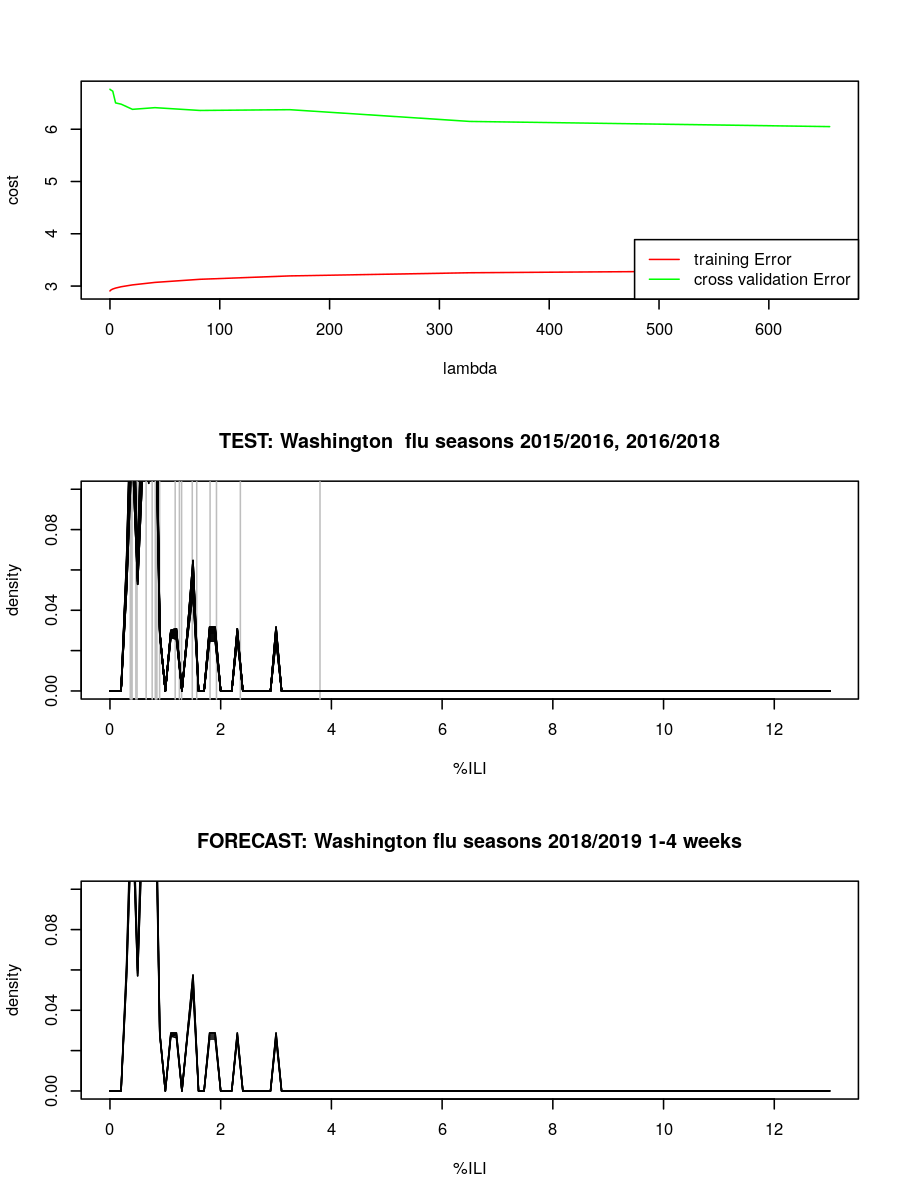 6
5
4
3
cost
training Error
cross validation Error
0 100 200 300 400 500 600
lambda
TEST: Washington  flu seasons 2015/2016, 2016/2018
0.08
0.04
0.00
density
0 2 4 6 8 10 12
%ILI
FORECAST: Washington flu seasons 2018/2019 1-4 weeks
0.08
0.04
0.00
density
0 2 4 6 8 10 12
%ILI